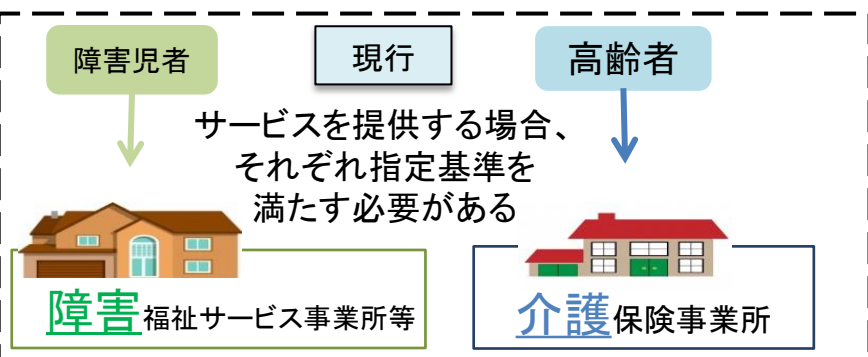 障害児者
現行
高齢者
サービスを提供する場合、
それぞれ指定基準を
満たす必要がある
障害福祉サービス事業所等
介護保険事業所